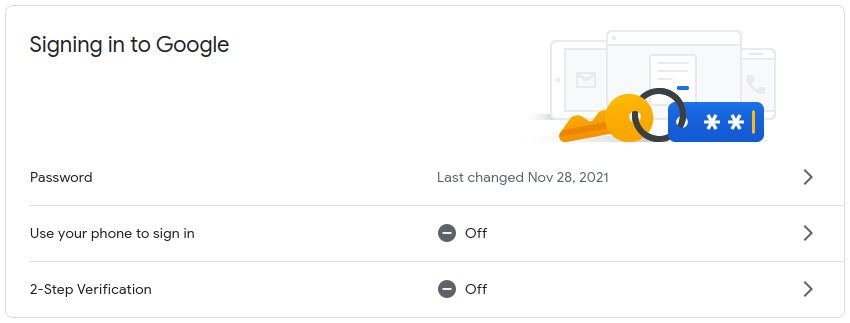 Signing in to Google
**
Password Last changed Nov 28, 2021
Use your phone to sign in Off
2-Step Verification Off